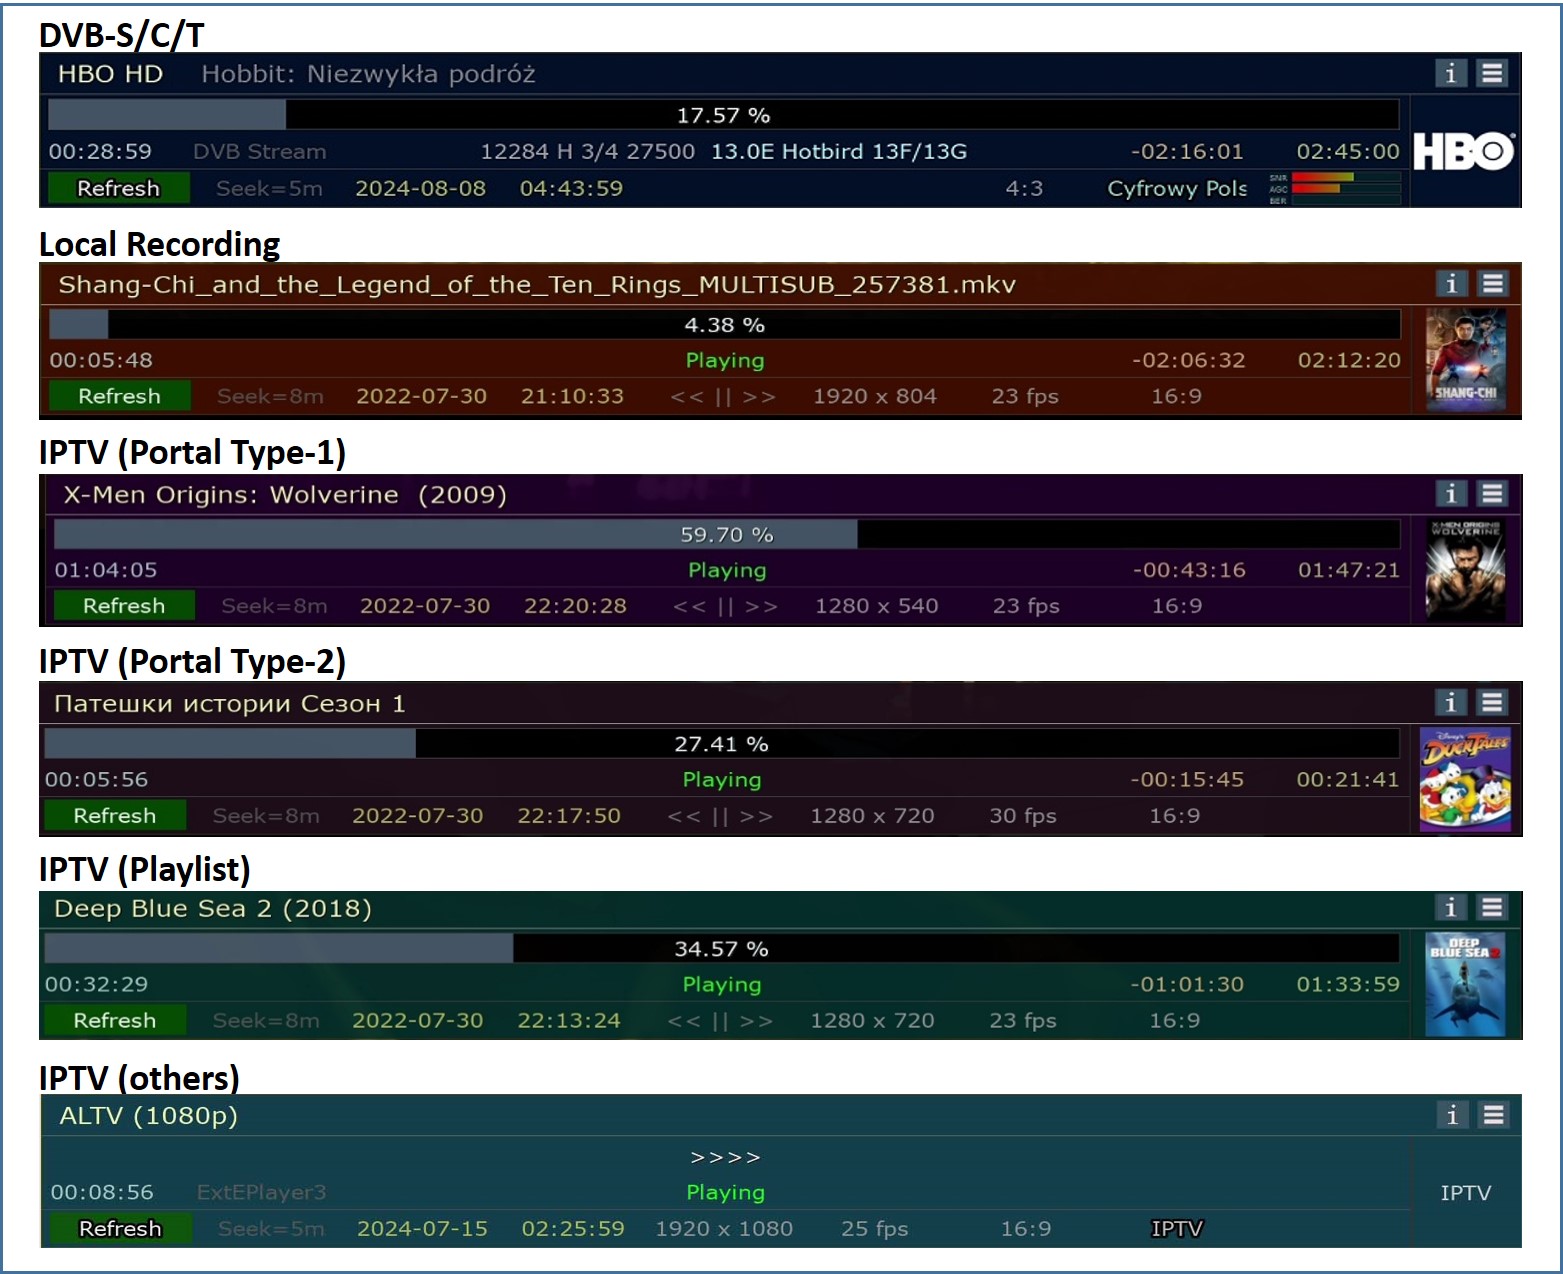 DVB-S/C/T
HBO HD Hobbit: Niezwykła podróż i
17.57 %
00:28:59 DVB Stream 12284 H 3/4 27500 13.0E Hotbird 13F/13G -02:16:01 02:45:00 HBO
Refresh Seek=5m 2024-08-08 04:43:59 4:3 Cyfrowy Pols SNR
AGC
BER
Local Recording
Shang-Chi_and_the_Legend_of_the_Ten_Rings_MULTISUB_257381.mkv i
4.38 %
00:05:48 Playing -02:06:32 02:12:20
Refresh Seek=8m 2022-07-30 21:10:33 << || >> 1920 x 804 23 fps 16:9 SHANG-CHI
IPTV (Portal Type-1)
X-Men Origins: Wolverine (2009) i
59.70 % X-MEN ORIGINS
WOLVERINE
01:04:05 Playing -00:43:16 01:47:21
Refresh Seek=8m 2022-07-30 22:20:28 << || >> 1280 x 540 23 fps 16:9
IPTV (Portal Type-2)
Патешки истории Сезон 1 i
27.41 % Disney's
DUCKTALES
00:05:56 Playing -00:15:45 00:21:41
Refresh Seek=8m 2022-07-30 22:17:50 << || >> 1280 x 720 30 fps 16:9
IPTV (Playlist)
Deep Blue Sea 2 (2018) i
34.57 % DEEP
BLUE SEA 2
00:32:29 Playing -01:01:30 01:33:59
Refresh Seek=8m 2022-07-30 22:13:24 << || >> 1280 x 720 23 fps 16:9
IPTV (others)
ALTV (1080p) i
>>>>
00:08:56 ExtEPlayer3 Playing IPTV
Refresh Seek=5m 2024-07-15 02:25:59 1920 x 1080 25 fps 16:9 IPTV